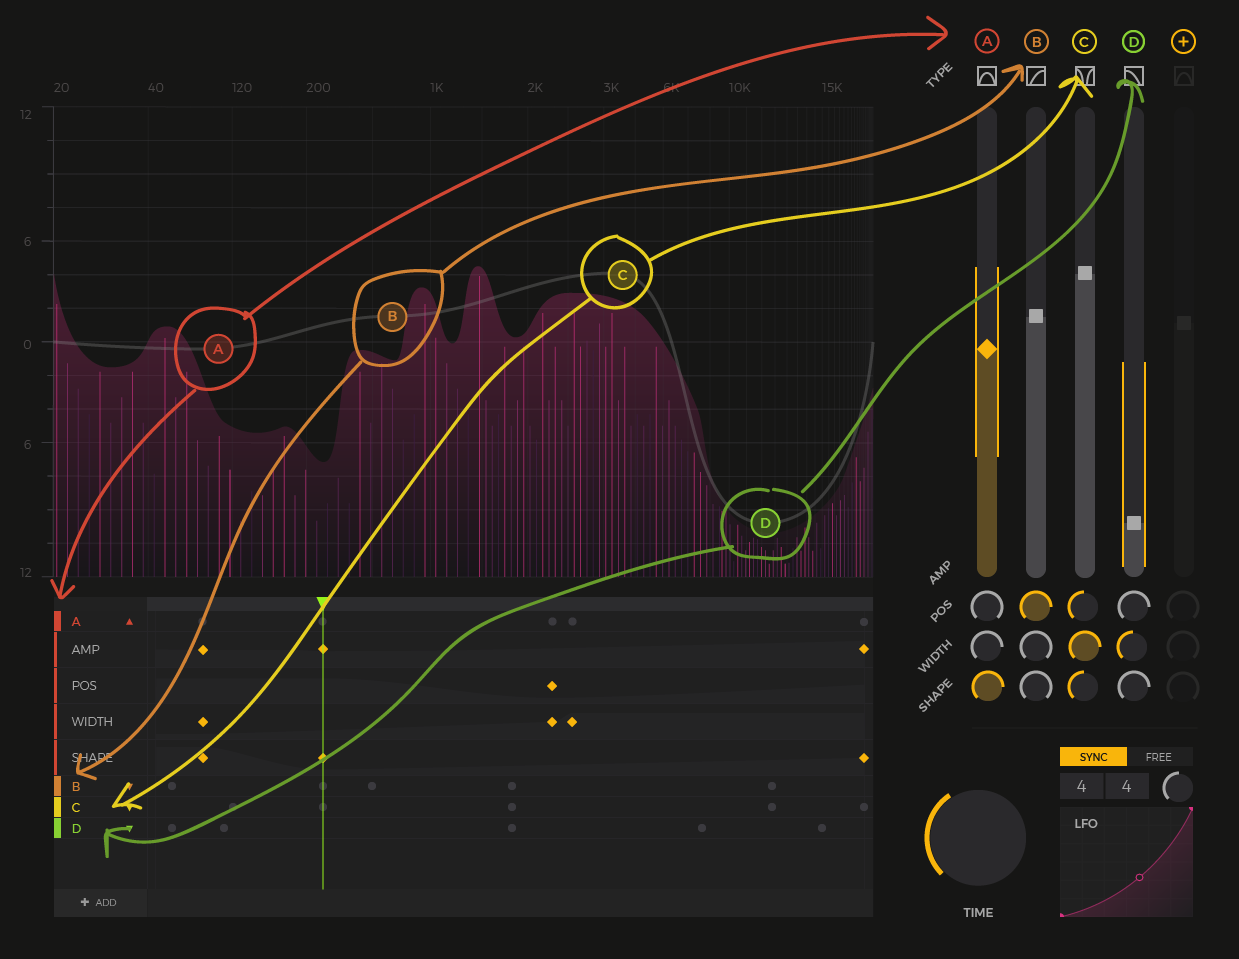 A B C D +
TYPE
20 40 120 200 1K 2K 3K 6K 10K 15K
12
6
0
6
12
A
B
C
D
AMP
POS
WIDTH
SHAPE
A
AMP
POS
WIDTH
SHAPE
B
C
D
+ ADD
SYNC FREE
4 4
LFO
TIME